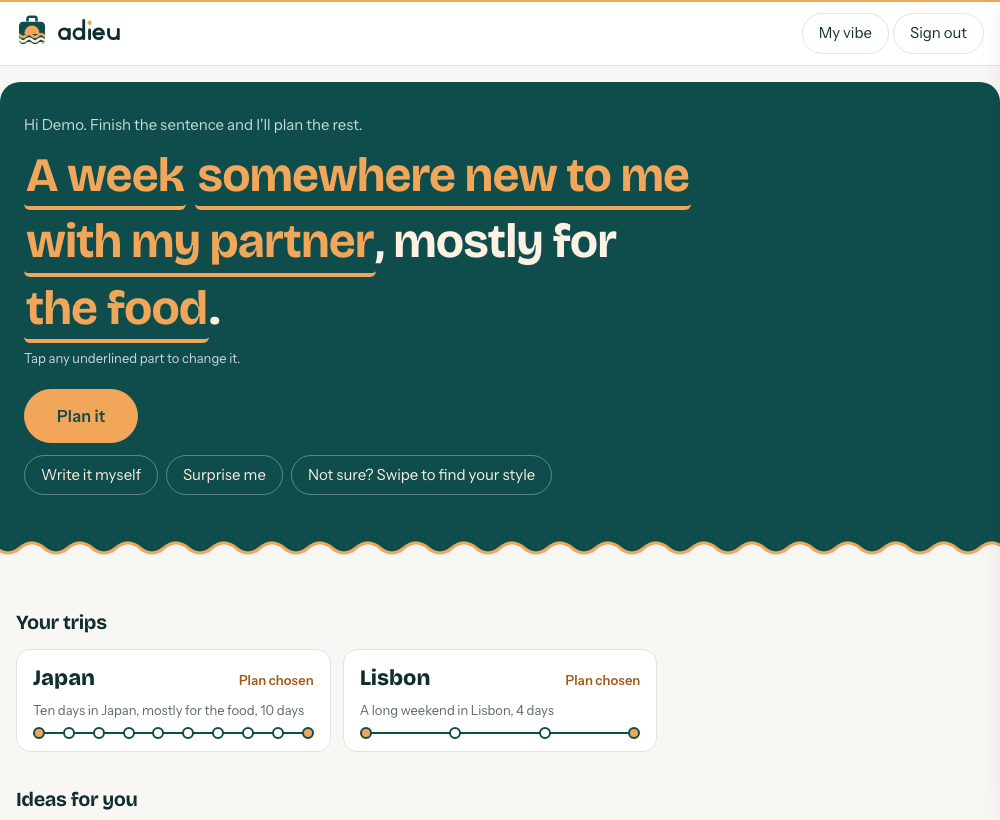 adieu
My vibe
Sign out
Hi Demo. Finish the sentence and I'll plan the rest.
A week somewhere new to me
with my partner, mostly for
the food.
Tap any underlined part to change it.
Plan it
Write it myself
Surprise me
Not sure? Swipe to find your style
Your trips
Japan
Plan chosen
Ten days in Japan, mostly for the food, 10 days
Lisbon
Plan chosen
A long weekend in Lisbon, 4 days
Ideas for you